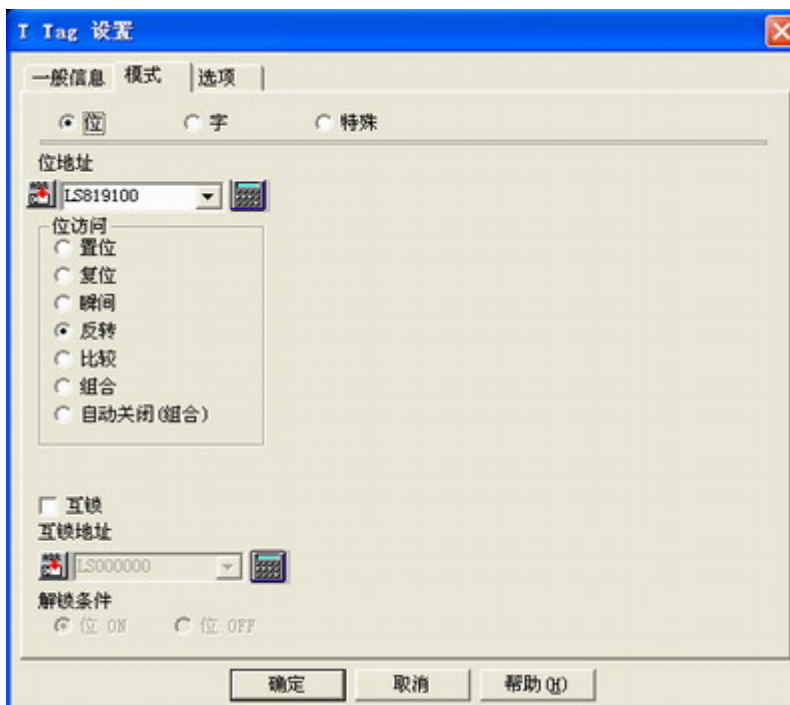 T Tag 设置
一般信息 模式 选项
位 字 特殊
位地址
LS819100
位访问
置位
复位
瞬间
反转
比较
组合
自动关闭(组合)
互锁
互锁地址
LS000000
解锁条件
位 ON 位 OFF
确定 取消 帮助(H)